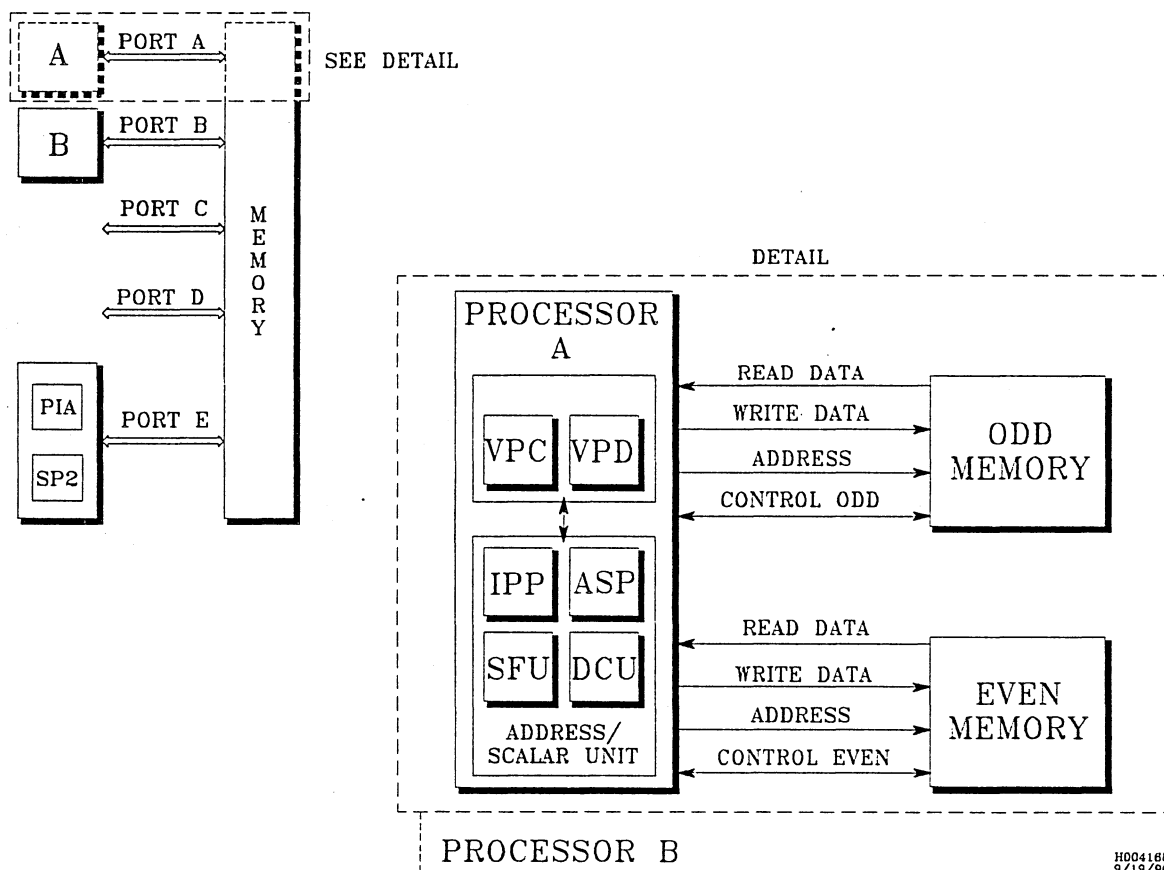 A
PORT A
SEE DETAIL
B
PORT B
PORT C
PORT D
MEMORY
PIA
SP2
PORT E
DETAIL
PROCESSOR
A
VPC
VPD
IPP
ASP
SFU
DCU
ADDRESS/
SCALAR UNIT
READ DATA
WRITE DATA
ADDRESS
CONTROL ODD
ODD
MEMORY
READ DATA
WRITE DATA
ADDRESS
CONTROL EVEN
EVEN
MEMORY
PROCESSOR B